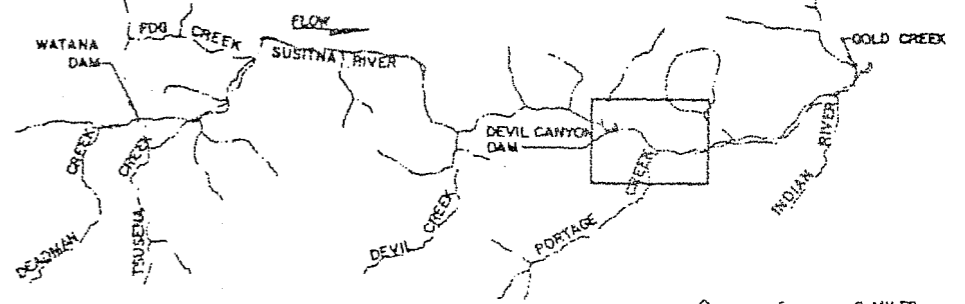 FLOW
FOG CREEK
WATANA
DAM
SUSITNA RIVER
GOLD CREEK
DEVIL CANYON
DAM
CREEK
CREEK
DEADMAN
TSUSENA
DEVIL CREEK
PORTAGE
CREEK
INDIAN
RIVER